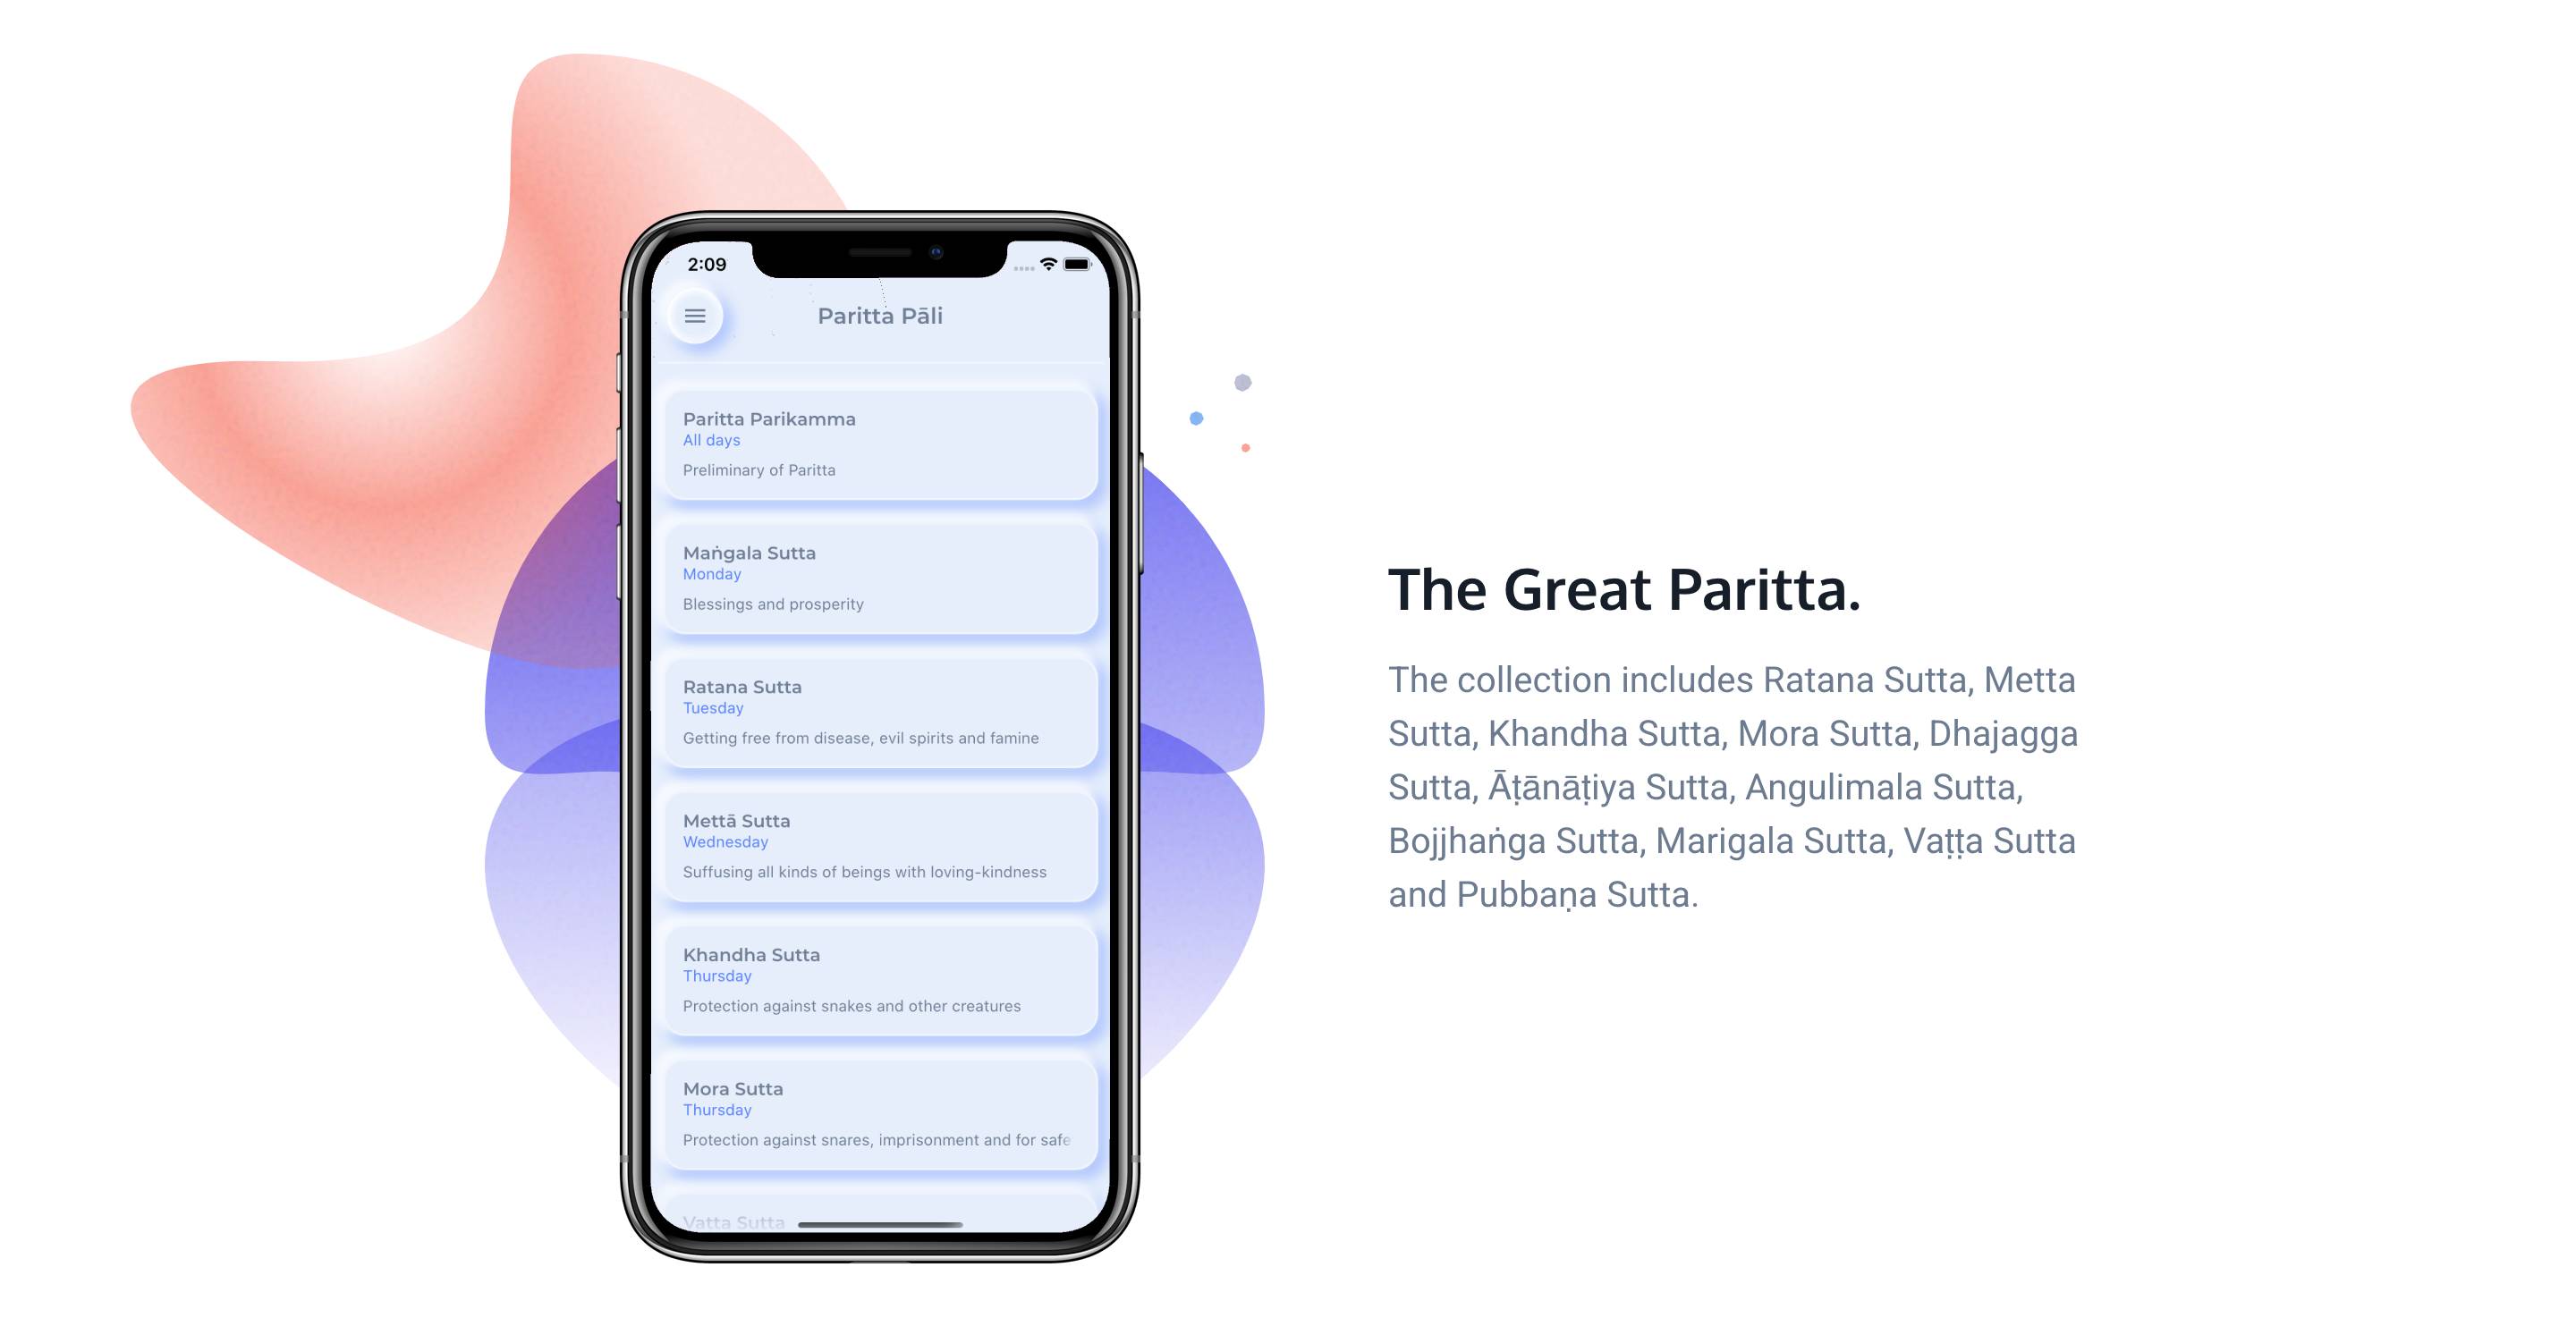 2:09
Paritta Pāli
Paritta Parikamma
All days
Preliminary of Paritta
Maṅgala Sutta
Monday
Blessings and prosperity
Ratana Sutta
Tuesday
Getting free from disease, evil spirits and famine
Mettā Sutta
Wednesday
Suffusing all kinds of beings with loving-kindness
Khandha Sutta
Thursday
Protection against snakes and other creatures
Mora Sutta
Thursday
Protection against snares, imprisonment and for safe
Vatta Sutta
The Great Paritta.
The collection includes Ratana Sutta, Metta
Sutta, Khandha Sutta, Mora Sutta, Dhajagga
Sutta, Āṭānāṭiya Sutta, Angulimala Sutta,
Bojjhaṅga Sutta, Marigala Sutta, Vaṭṭa Sutta
and Pubbaṇa Sutta.